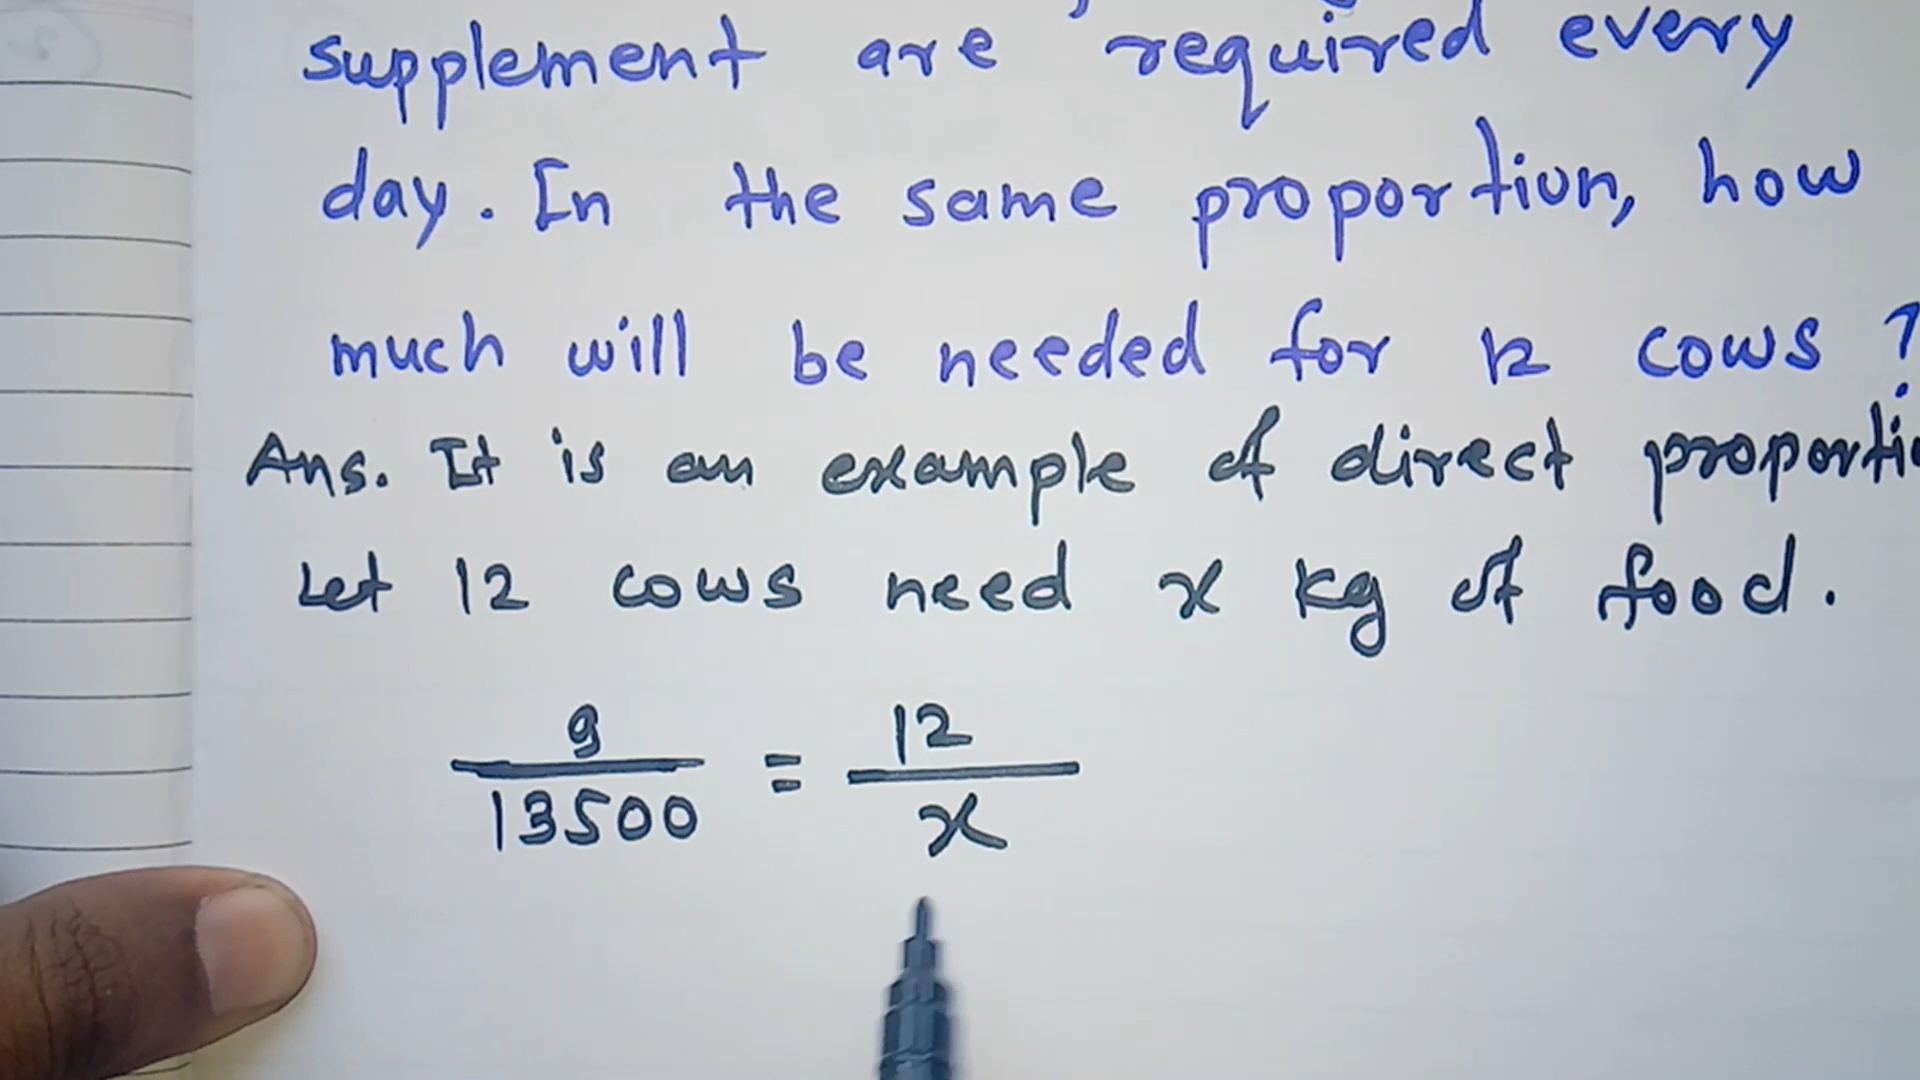 supplement are required every
day. In the same proportion, how
much will be needed for 12 cows ?
Ans. It is an example of direct proportio
Let 12 cows need x kg of food.
9/13500 = 12/x